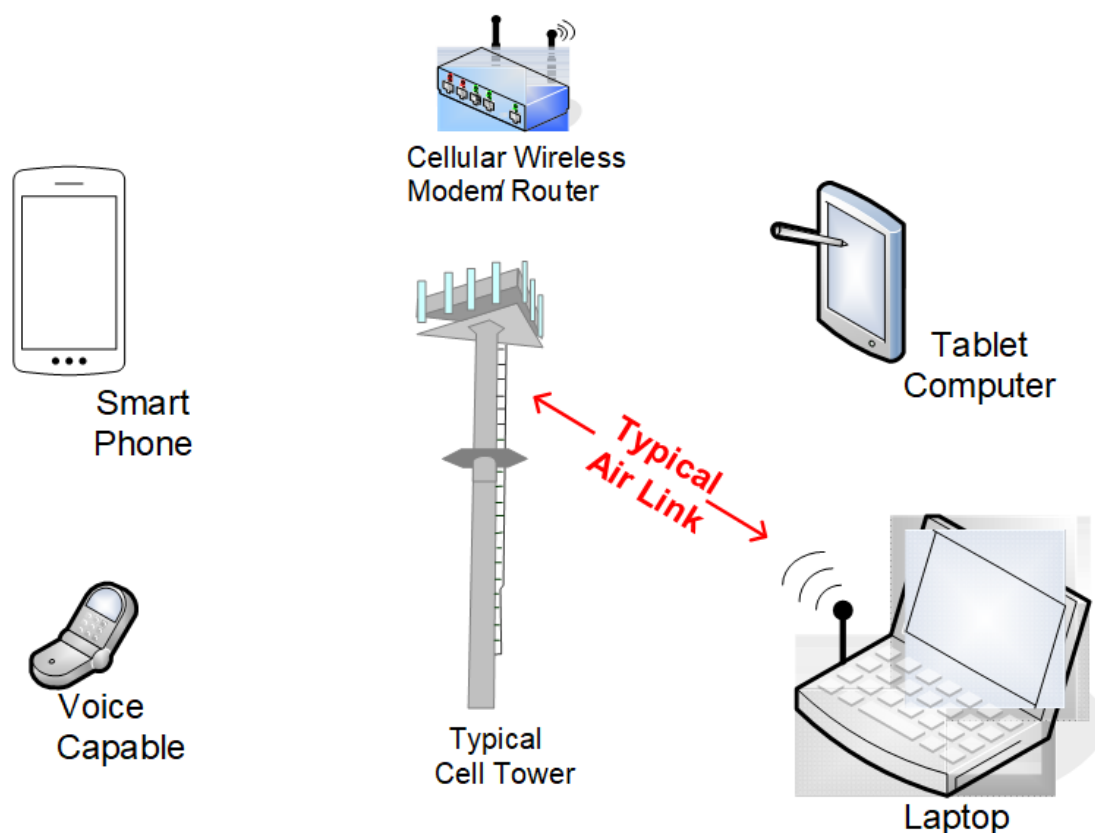 Cellular Wireless
Modem/ Router
Smart
Phone
Tablet
Computer
Typical
Air Link
Voice
Capable
Typical
Cell Tower
Laptop